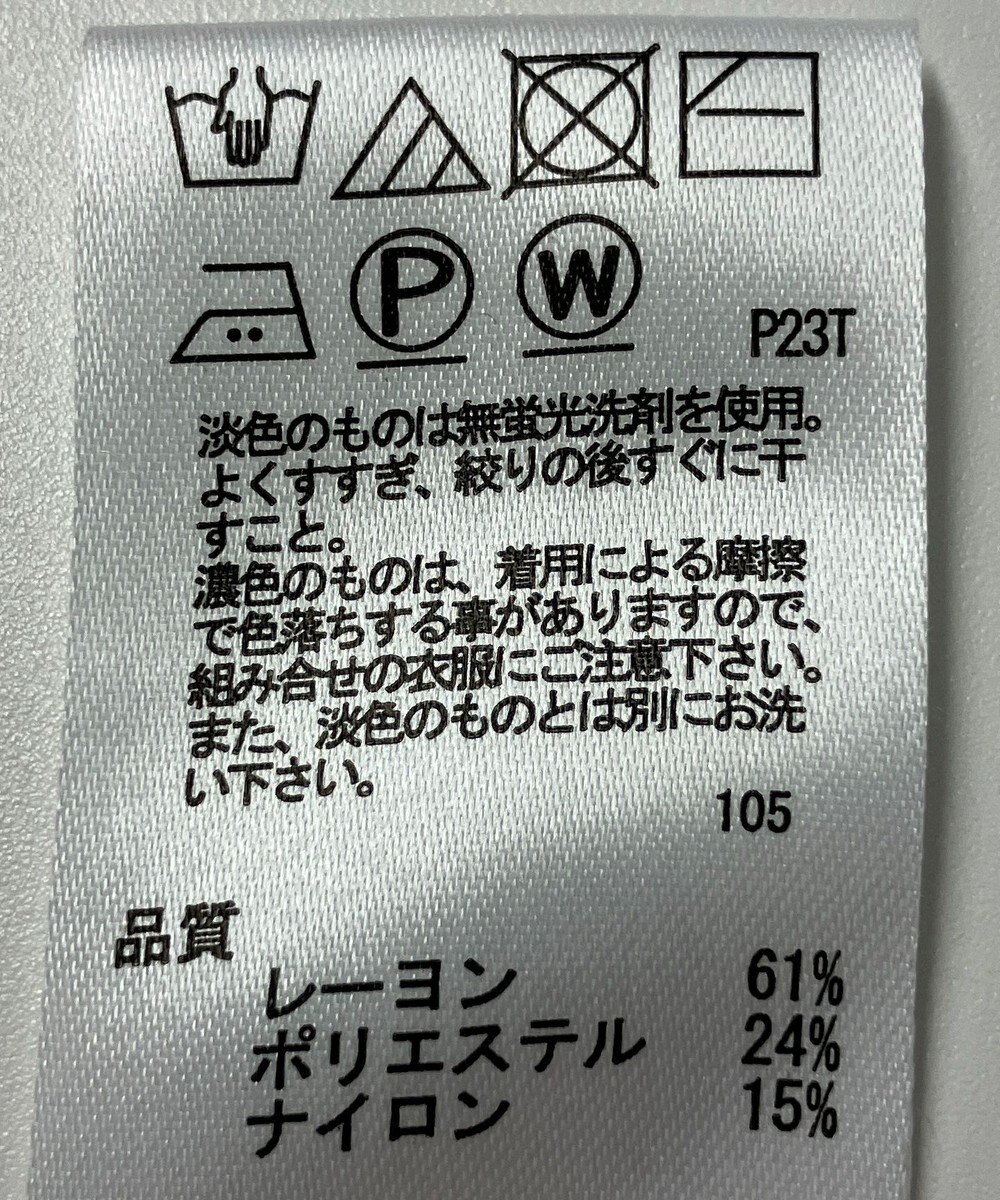 P W P23T
淡色のものは無蛍光洗剤を使用。
よくすすぎ、絞りの後すぐに干
すこと。
濃色のものは、着用による摩擦
で色落ちする事がありますので、
組み合せの衣服にご注意下さい。
また、淡色のものとは別にお洗
い下さい。
105
品質
レーヨン 61%
ポリエステル 24%
ナイロン 15%